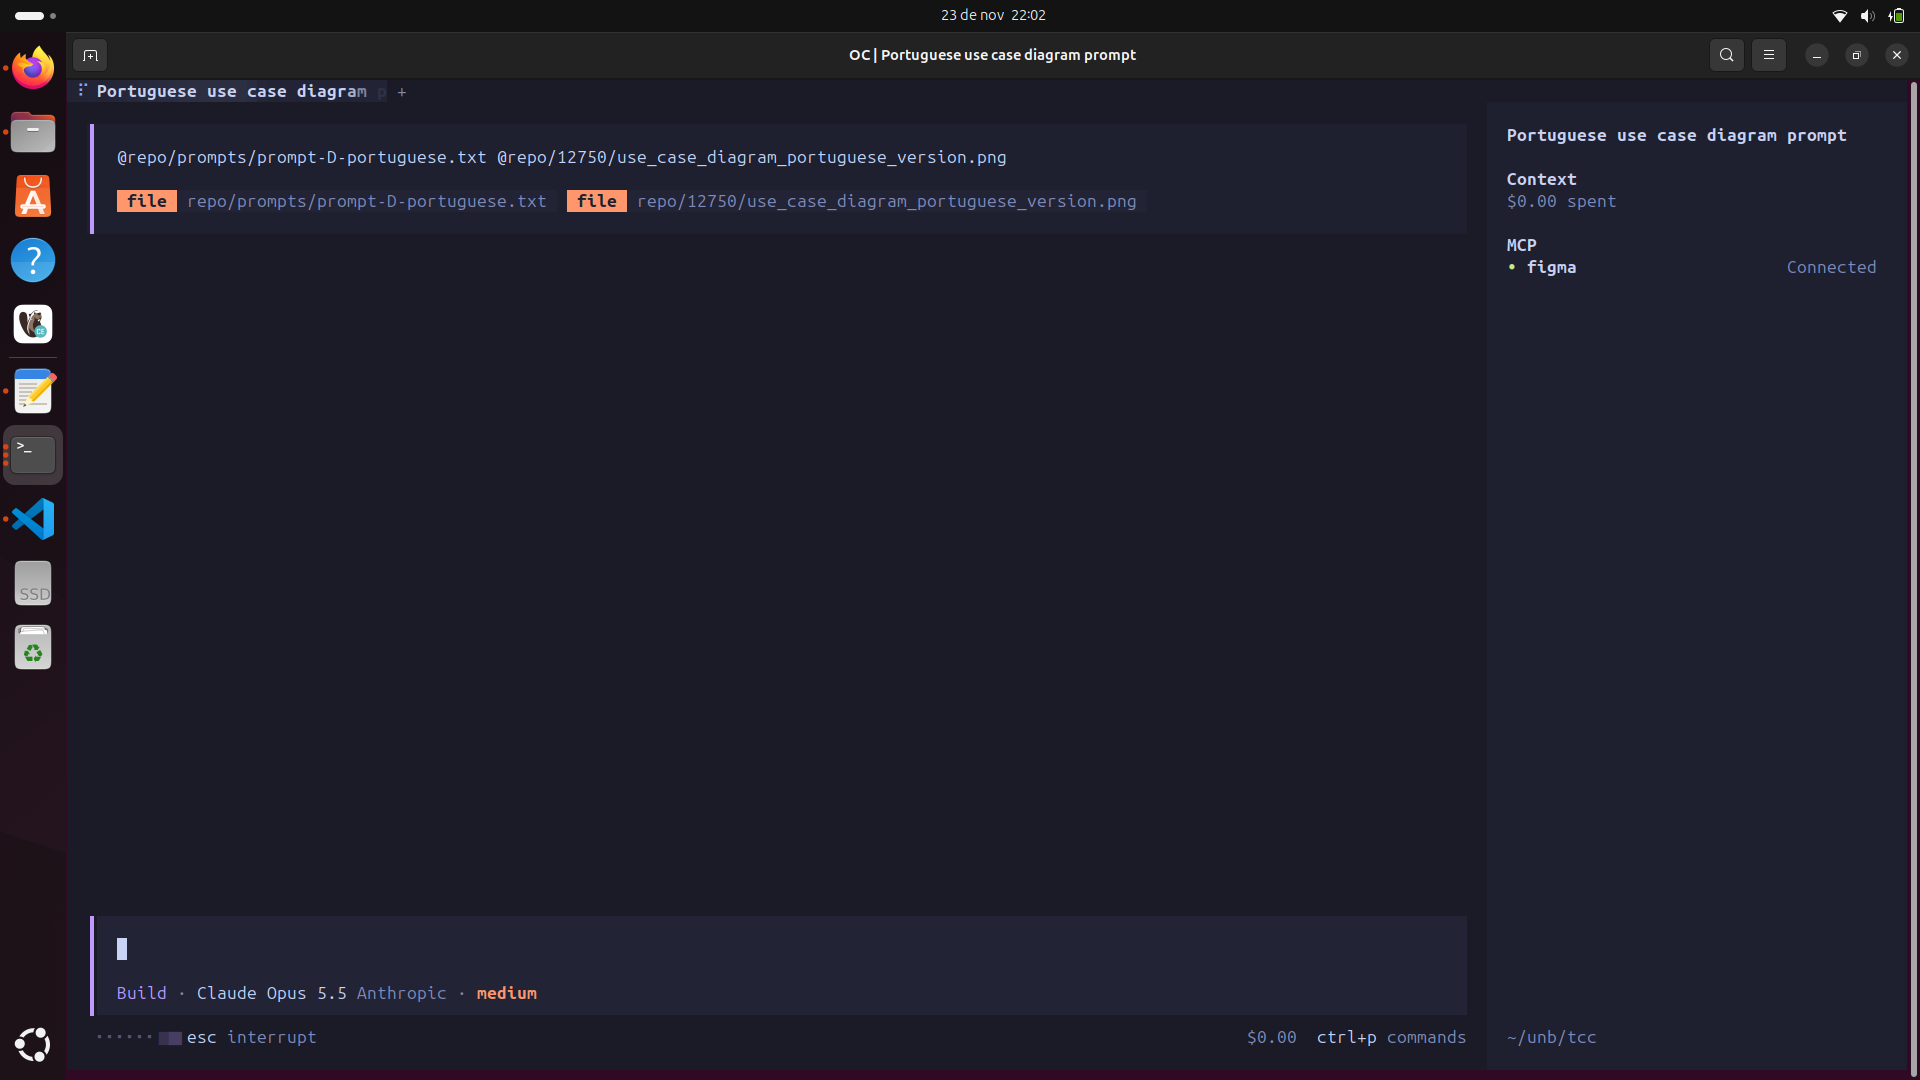 23 de nov 22:02
OC | Portuguese use case diagram prompt
Portuguese use case diagram p +
@repo/prompts/prompt-D-portuguese.txt @repo/12750/use_case_diagram_portuguese_version.png
file repo/prompts/prompt-D-portuguese.txt file repo/12750/use_case_diagram_portuguese_version.png
Portuguese use case diagram prompt
Context
$0.00 spent
MCP
• figma Connected
>_
SSD
Build · Claude Opus 5.5 Anthropic · medium
esc interrupt
$0.00 ctrl+p commands
~/unb/tcc